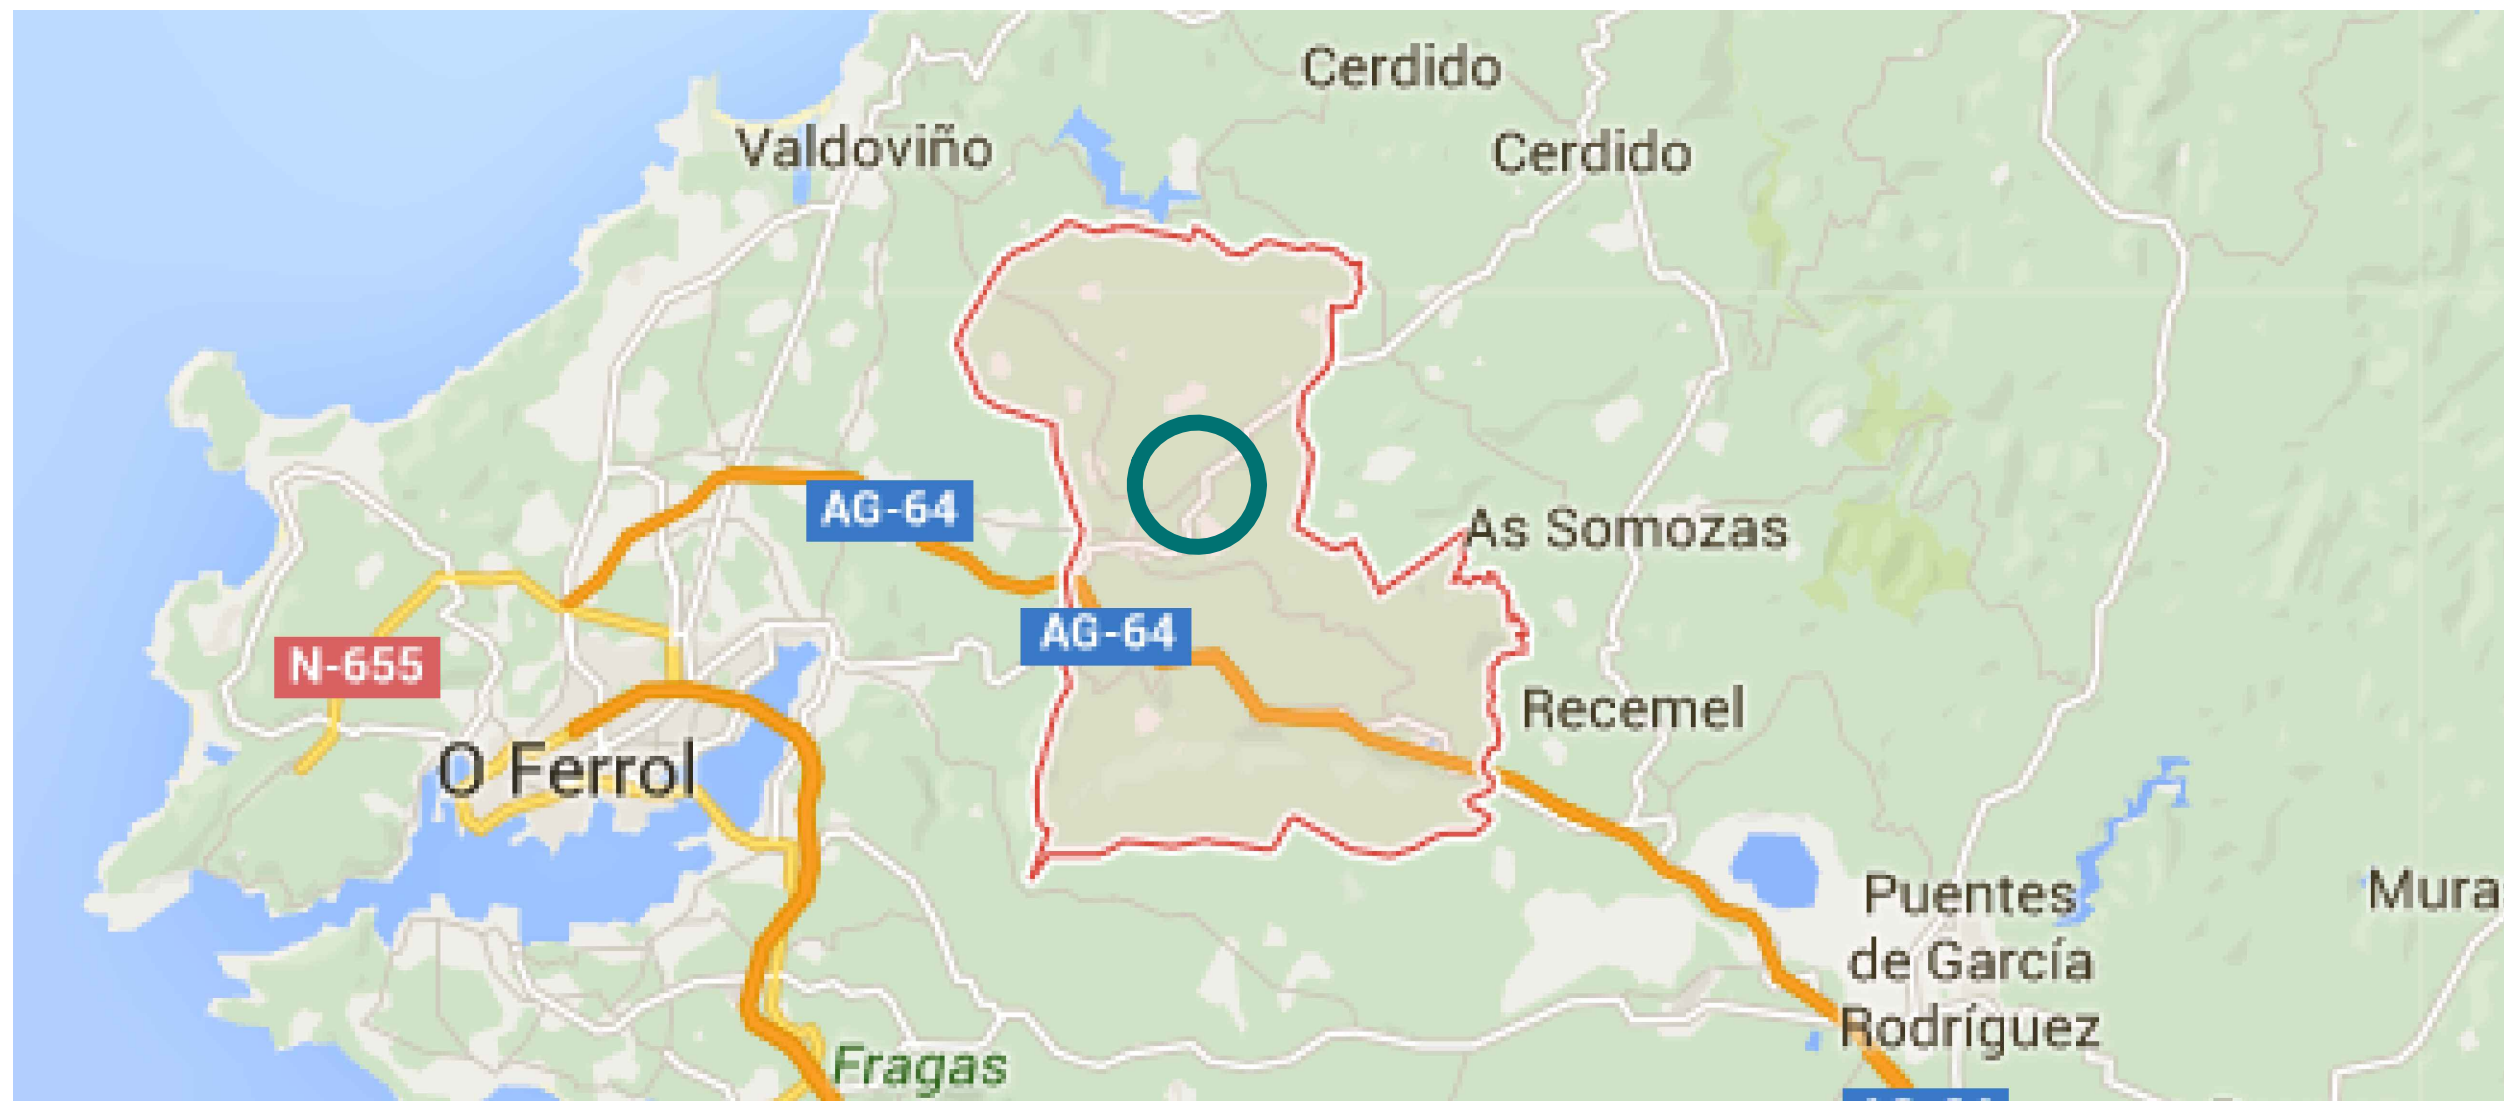 Cerdido
Valdoviño
Cerdido
AG-64
As Somozas
AG-64
N-655
Recemel
O Ferrol
Puentes
de García
Rodríguez
Mura
Fragas